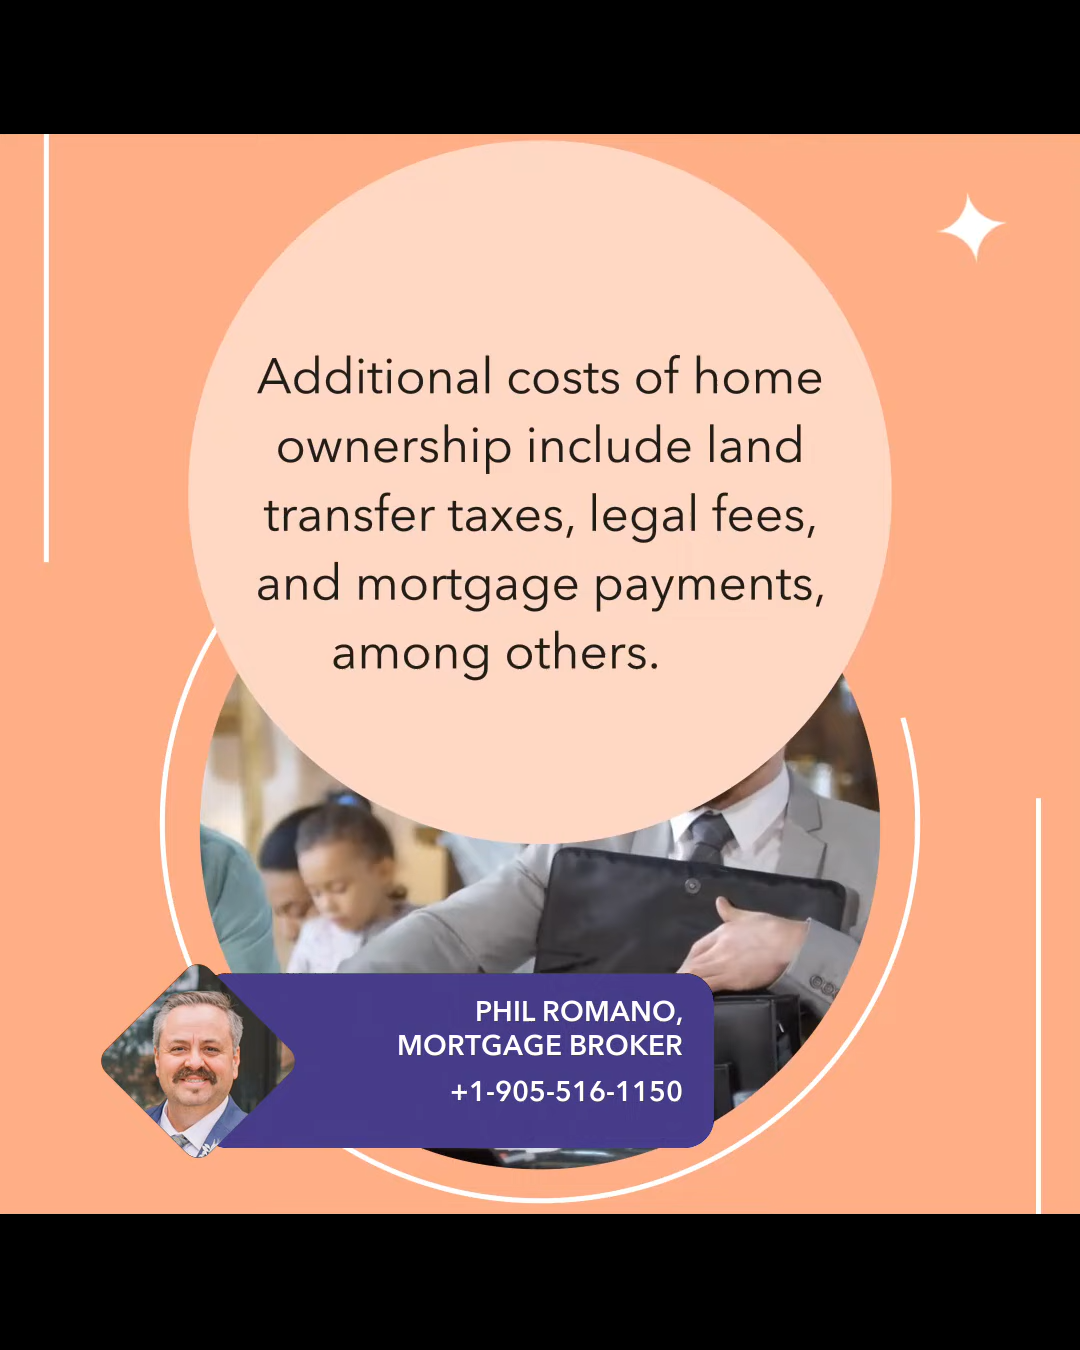 Additional costs of home
ownership include land
transfer taxes, legal fees,
and mortgage payments,
among others.
PHIL ROMANO,
MORTGAGE BROKER
+1-905-516-1150